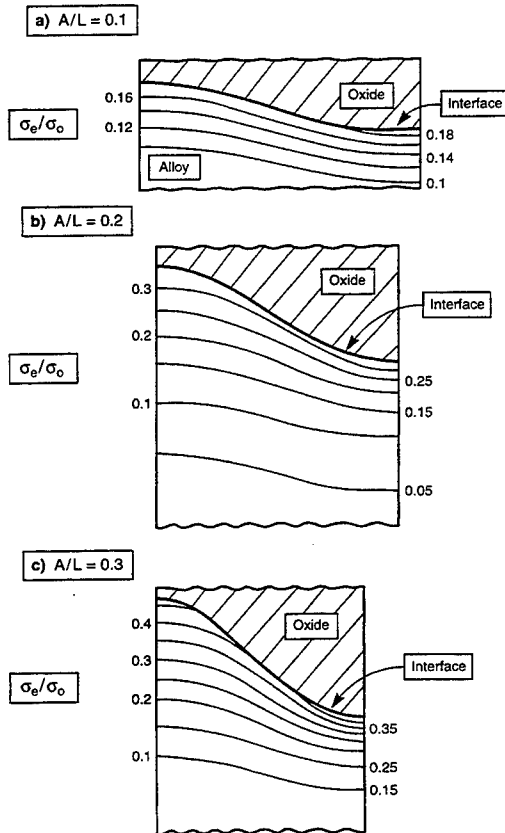 a) A/L = 0.1
Oxide
Interface
0.16
0.12
σe/σo
0.18
0.14
0.1
Alloy
b) A/L = 0.2
Oxide
Interface
0.3
0.2
0.1
σe/σo
0.25
0.15
0.05
c) A/L = 0.3
Oxide
Interface
0.4
0.3
0.2
0.1
σe/σo
0.35
0.25
0.15